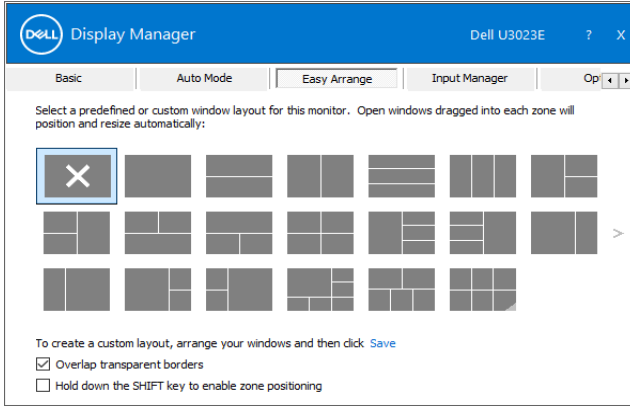 DELL Display Manager Dell U3023E ? X
Basic Auto Mode Easy Arrange Input Manager Op
Select a predefined or custom window layout for this monitor. Open windows dragged into each zone will
position and resize automatically:
>
To create a custom layout, arrange your windows and then click Save
Overlap transparent borders
Hold down the SHIFT key to enable zone positioning